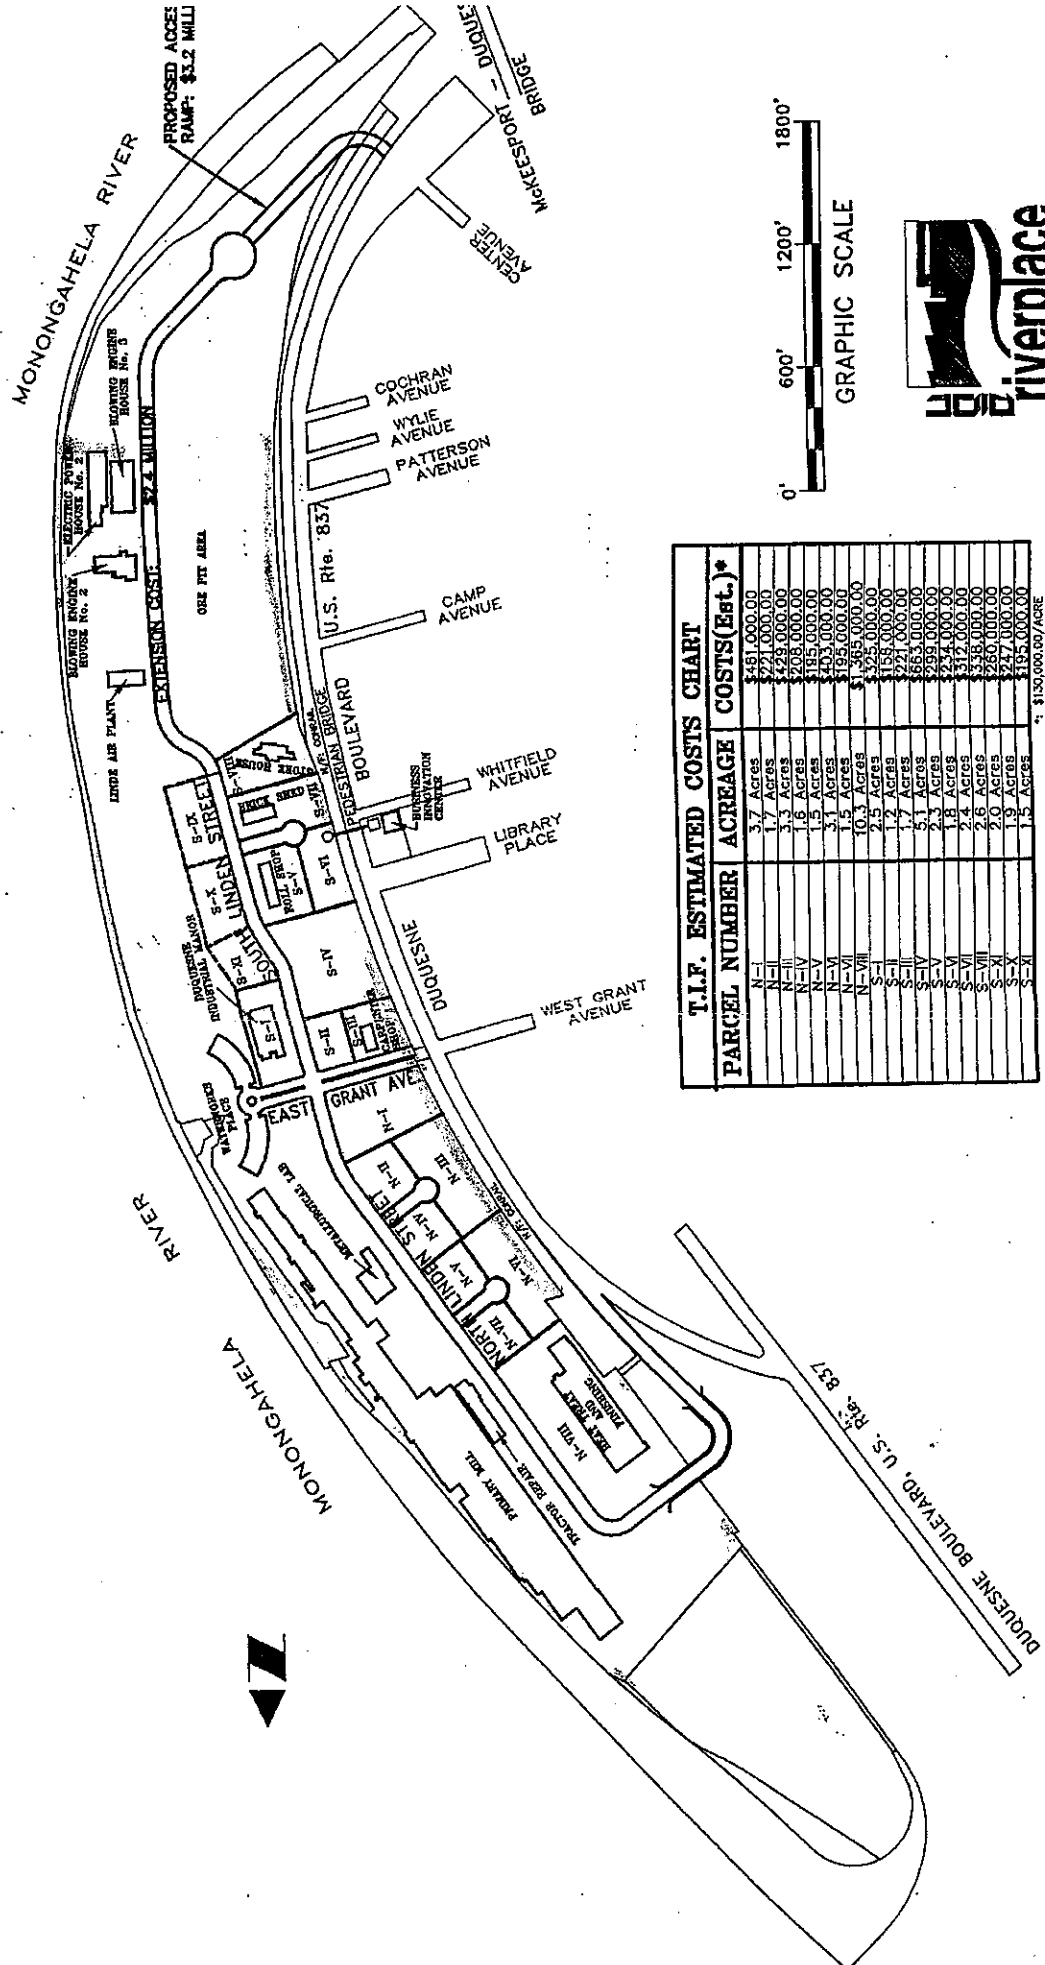 MONONGAHELA RIVER
PROPOSED ACCES
RAMP: $3.2 MILLI
McKEESPORT - DUQUES
BRIDGE
CENTER
AVENUE
BLOWING ENGINE
HOUSE No. 3
ELECTRIC POWER
HOUSE No. 2
BLOWING ENGINE
HOUSE No. 2
LINDE AIR PLANT
EXTENSION COST: $2.4 MILLION
ORE PIT AREA
COCHRAN
AVENUE
WYLIE
AVENUE
PATTERSON
AVENUE
U.S. Rte. 837
CAMP
AVENUE
PEDESTRIAN BRIDGE
BOULEVARD
N/F: CONRAIL
BUSINESS
INNOVATION
CENTER
WHITFIELD
AVENUE
LIBRARY
PLACE
DUQUESNE
WEST GRANT
AVENUE
S-VIII
STORE HOUSE
S-VII
BRICK SHED
S-IX
ROLL SHOP
S-V
S-VI
S-X
SOUTH LINDEN STREET
DUQUESNE
INDUSTRIAL MANOR
S-XI
S-IV
S-I
S-II
S-III
CARPENTER
SHOP
WATERWORKS
PLACE
EAST GRANT AVE
N-I
N-II
N-III
N-IV
N-V
N-VI
N-VII
NORTH LINDEN STREET
N/F: CONRAIL
METALLURGICAL LAB
N-VIII
HEAT TREAT
AND
FINISHING
TRACTOR REPAIR
PRIMARY MILL
MONONGAHELA RIVER
DUQUESNE BOULEVARD, U.S. Rte. 837
0' 600' 1200' 1800'
GRAPHIC SCALE
riverplace
T.I.F. ESTIMATED COSTS CHART
PARCEL NUMBER ACREAGE COSTS(Est.)*
N-I 3.7 Acres $481,000.00
N-II 1.7 Acres $221,000.00
N-III 3.3 Acres $429,000.00
N-IV 1.6 Acres $208,000.00
N-V 1.5 Acres $195,000.00
N-VI 3.1 Acres $403,000.00
N-VII 1.5 Acres $195,000.00
N-VIII 10.5 Acres $1,365,000.00
S-I 2.5 Acres $325,000.00
S-II 1.2 Acres $156,000.00
S-III 1.7 Acres $221,000.00
S-IV 5.1 Acres $663,000.00
S-V 2.3 Acres $299,000.00
S-VI 1.8 Acres $234,000.00
S-VII 2.4 Acres $312,000.00
S-VIII 2.6 Acres $338,000.00
S-XI 2.0 Acres $260,000.00
S-X 1.9 Acres $247,000.00
S-XI 1.5 Acres $195,000.00
*: $130,000.00/ACRE